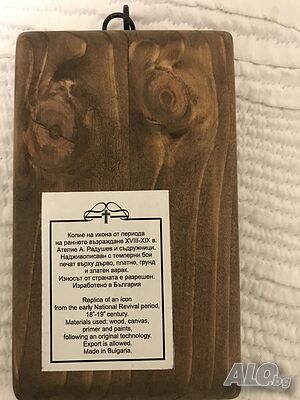 Копие на икона от периода
на ранното възраждане XVIII-XIX в.
Ателие А. Радушев и съдружници.
Надживописван с темперни бои
печат върху дърво, платно, грунд
и златен варак.
Износът от страната е разрешен.
Изработено в България
Replica of an icon
from the early National Revival period,
18"-19" century.
Materials used: wood, canvas,
primer and paints,
following an original technology.
Export is allowed.
Made in Bulgaria.
ALO.bg